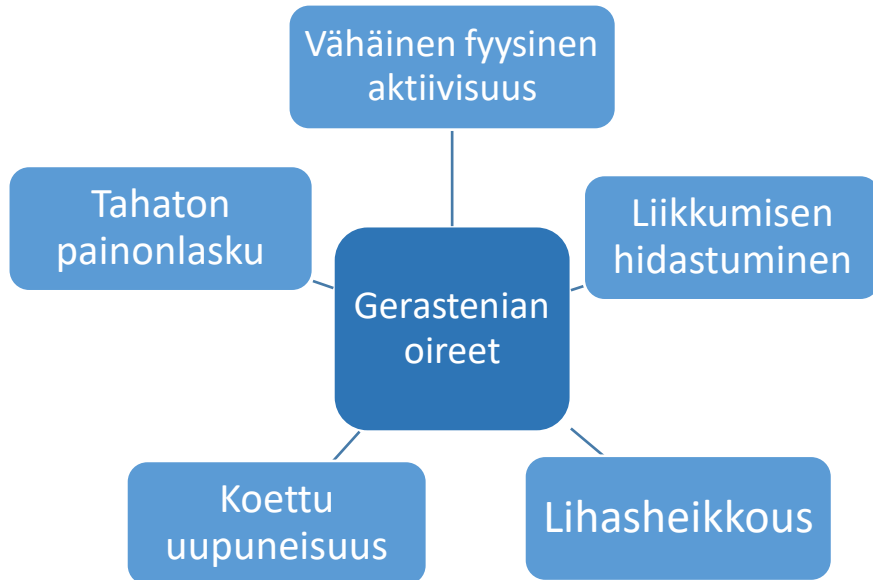 Vähäinen fyysinen
aktiivisuus
Tahaton
painonlasku
Liikkumisen
hidastuminen
Gerastenian
oireet
Koettu
uupuneisuus
Lihasheikkous